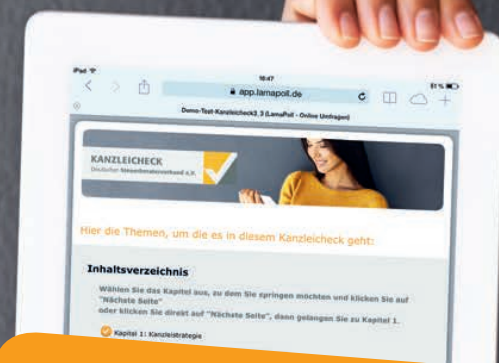 iPad
10:47
81%
app.lamapoll.de
Demo-Test-Kanzleicheck3_3 (LamaPoll - Online Umfragen)
KANZLEICHECK
Deutscher Steuerberaterverband e.V.
Hier die Themen, um die es in diesem Kanzleicheck geht:
Inhaltsverzeichnis
Wählen Sie das Kapitel aus, zu dem Sie springen möchten und klicken Sie auf
"Nächste Seite"
oder klicken Sie direkt auf "Nächste Seite", dann gelangen Sie zu Kapitel 1.
Kapitel 1: Kanzleistrategie